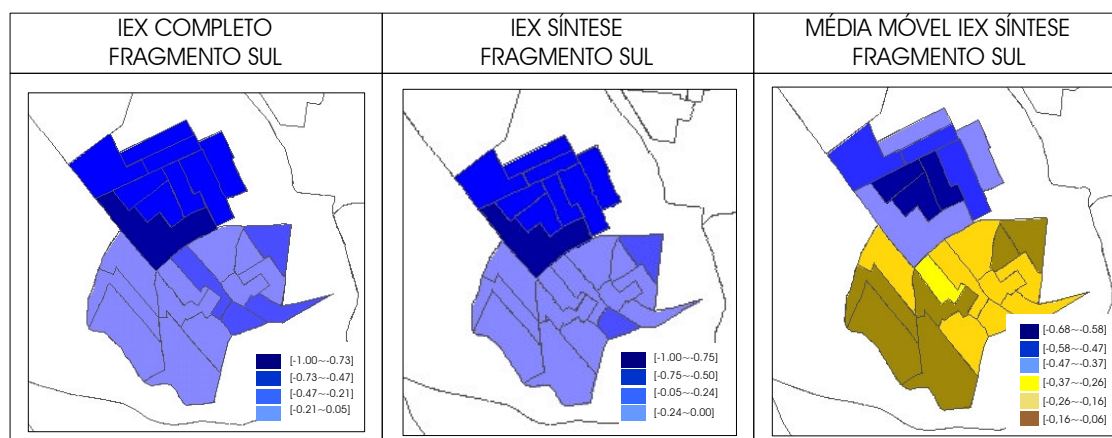 IEX COMPLETO
FRAGMENTO SUL
IEX SÍNTESE
FRAGMENTO SUL
MÉDIA MÓVEL IEX SÍNTESE
FRAGMENTO SUL
[-1.00~-0.73]
[-0.73~-0.47]
[-0.47~-0.21]
[-0.21~0.05]
[-1.00~-0.75]
[-0.75~-0.50]
[-0.05~-0.24]
[-0.24~0.00]
[-0.68~-0.58]
[-0.58~-0.47]
[-0.47~-0.37]
[-0.37~-0.26]
[-0.26~-0.16]
[-0,16~-0,06]